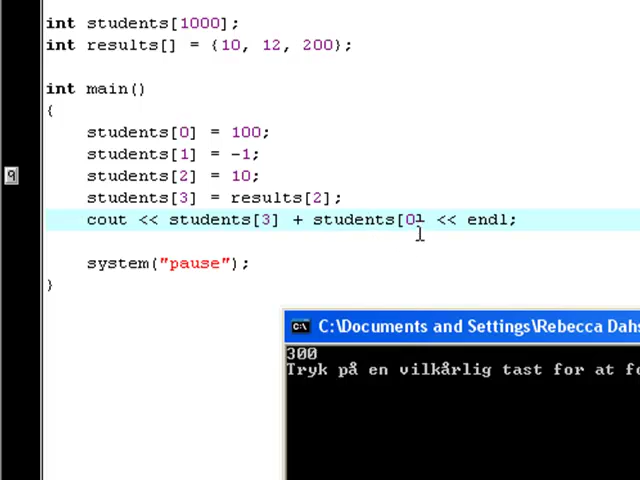 int students[1000];
int results[] = {10, 12, 200};
int main()
{
students[0] = 100;
students[1] = -1;
students[2] = 10;
9
students[3] = results[2];
cout << students[3] + students[0] << endl;
system("pause");
}
C:\Documents and Settings\Rebecca Dahs
300
Tryk på en vilkårlig tast for at fo